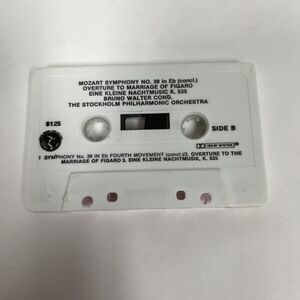 MOZART SYMPHONY NO. 39 in Eb (concl.)
OVERTURE TO MARRIAGE OF FIGARO
EINE KLEINE NACHTMUSIC K. 525
BRUNO WALTER COND.
THE STOCKHOLM PHILHARMONIC ORCHESTRA
8125
SIDE B
DOLBY SYSTEM
1 SYMPHONY No. 39 IN Eb FOURTH MOVEMENT (concl.)2. OVERTURE TO THE
MARRIAGE OF FIGARO 3. EINE KLEINE NACHTMUSIK, K. 525